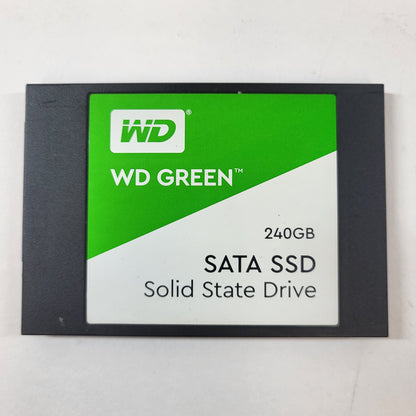 WD®
WD GREEN™
240GB
SATA SSD
Solid State Drive